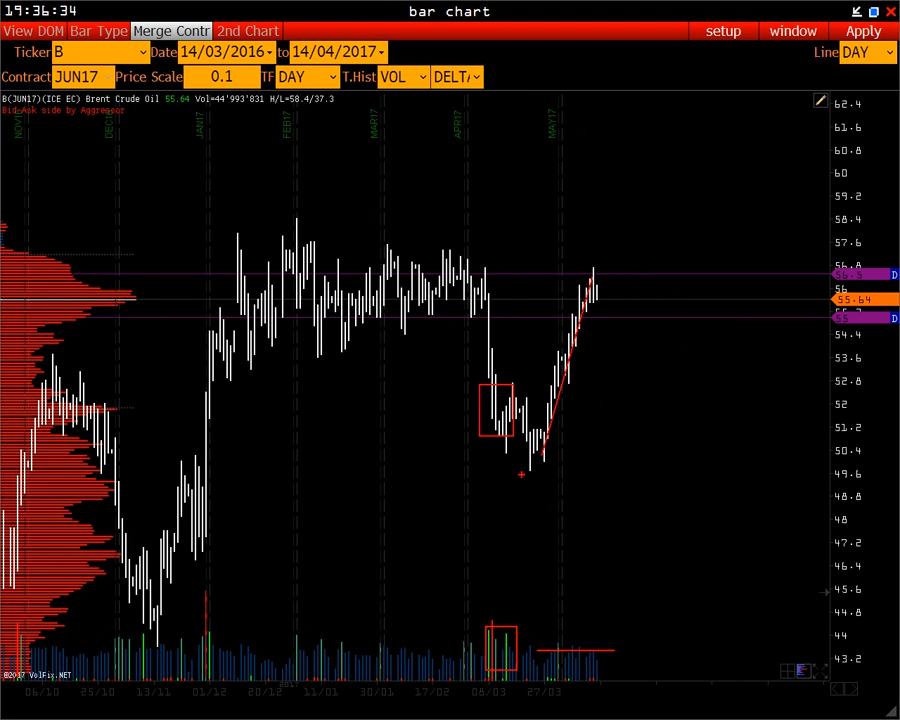 19:36:34 bar chart
View DOM Bar Type Merge Contr 2nd Chart setup window Apply
Ticker B Date 14/03/2016 to 14/04/2017 Line DAY
Contract JUN17 Price Scale 0.1 TF DAY T.Hist VOL DELTA
B(JUN17)(ICE EC) Brent Crude Oil 55.64 Vol=44'993'831 H/L=58.4/37.3
Bid-Ask side by Aggressor
JAN17 FEB17 MAR17 APR17 MAY17
62.4
61.6
60.8
60
59.2
58.4
57.6
56.8
56.5 D
56
55.64
55 D
54.4
53.6
52.8
52
51.2
50.4
49.6
48.8
48
47.2
46.4
45.6
44.8
44
43.2
©2017 VolFix.NET
2017
06/10 25/10 13/11 01/12 20/12 11/01 30/01 17/02 08/03 27/03